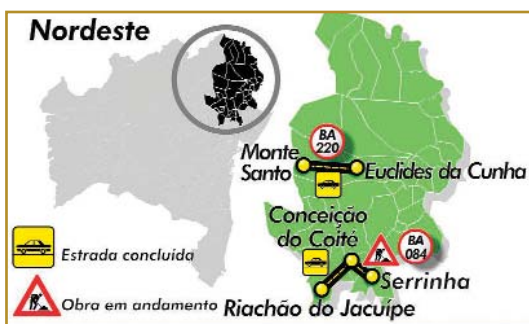 Nordeste
BA
220
Monte
Santo
Euclides da Cunha
Conceição
do Coité
BA
084
Serrinha
Riachão do Jacuípe
Estrada concluída
Obra em andamento